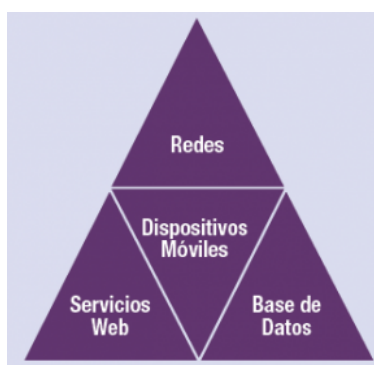 Redes
Dispositivos
Móviles
Servicios
Web
Base de
Datos